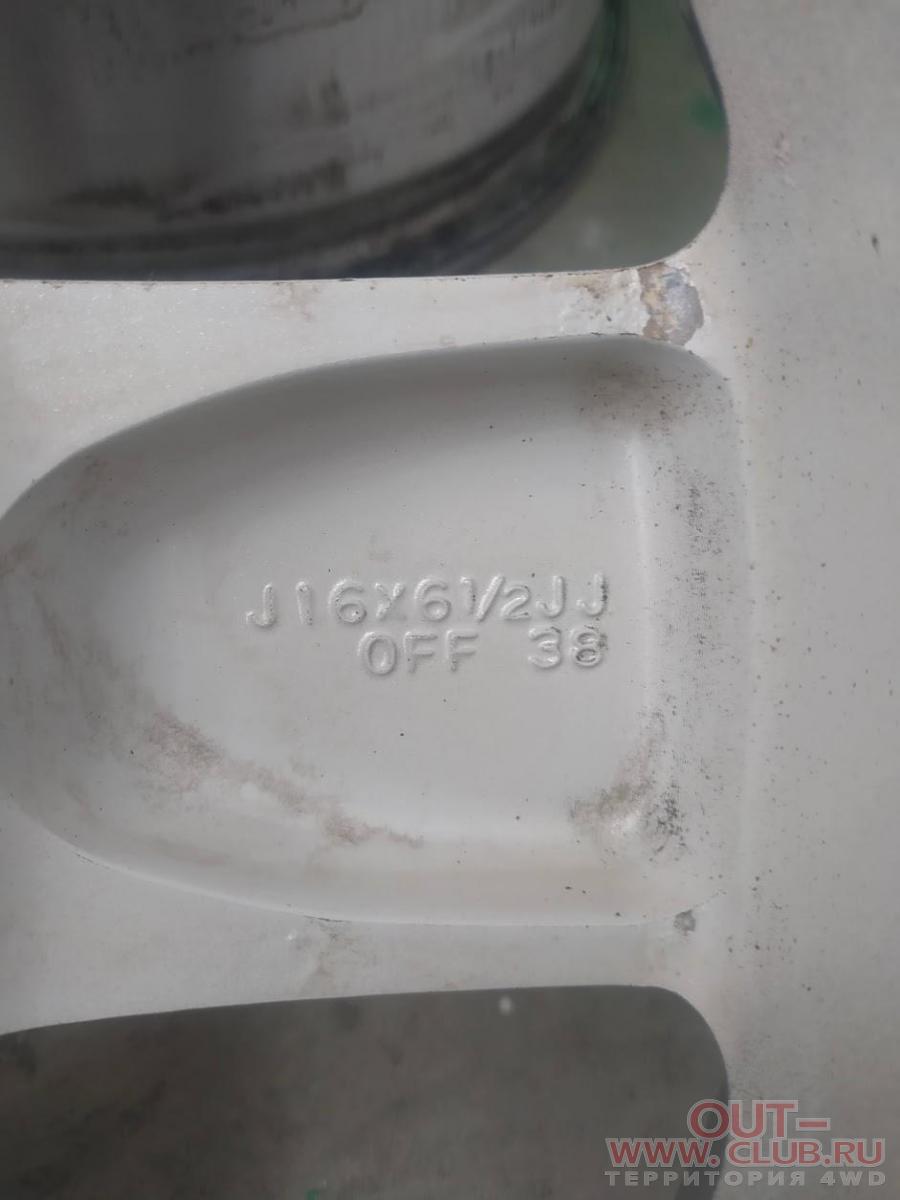 J16X6½JJ
OFF 38
OUT-
WWW.CLUB.RU
ТЕРРИТОРИЯ 4WD